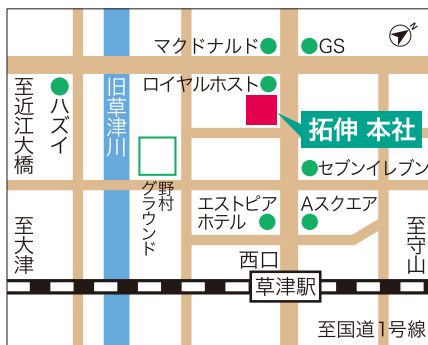 N
マクドナルド
GS
ロイヤルホスト
至近江大橋
ハズイ
旧草津川
拓伸 本社
セブンイレブン
野村
グラウンド
エストピア
ホテル
Aスクエア
至大津
至守山
西口
草津駅
至国道1号線